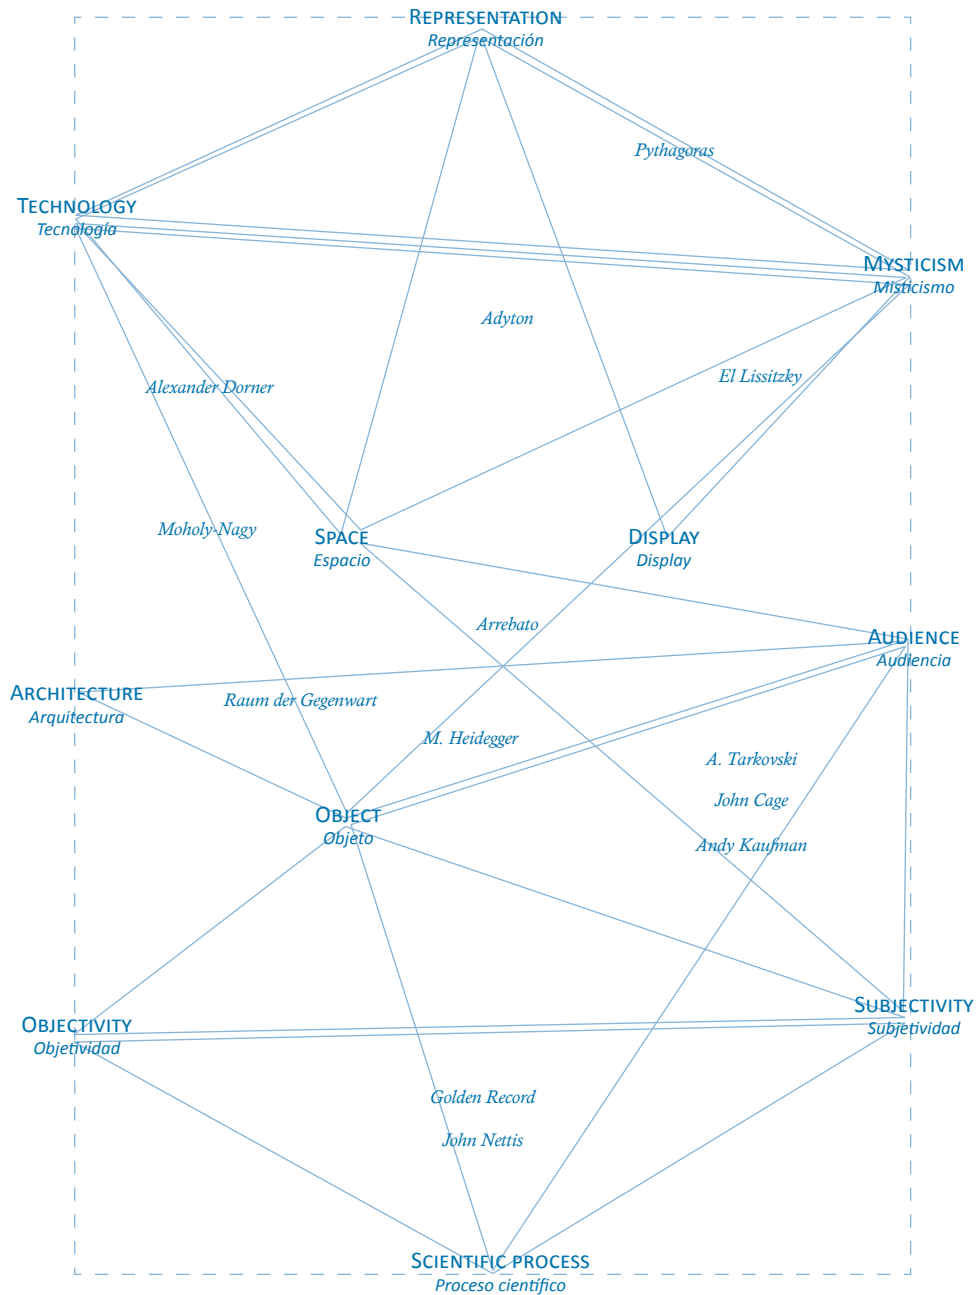 REPRESENTATION
Representación
Pythagoras
TECHNOLOGY
Tecnología
MYSTICISM
Misticismo
Adyton
El Lissitzky
Alexander Dorner
Moholy-Nagy
SPACE
Espacio
DISPLAY
Display
Arrebato
AUDIENCE
Audiencia
ARCHITECTURE
Arquitectura
Raum der Gegenwart
M. Heidegger
A. Tarkovski
John Cage
OBJECT
Objeto
Andy Kaufman
SUBJECTIVITY
Subjetividad
OBJECTIVITY
Objetividad
Golden Record
John Nettis
SCIENTIFIC PROCESS
Proceso científico